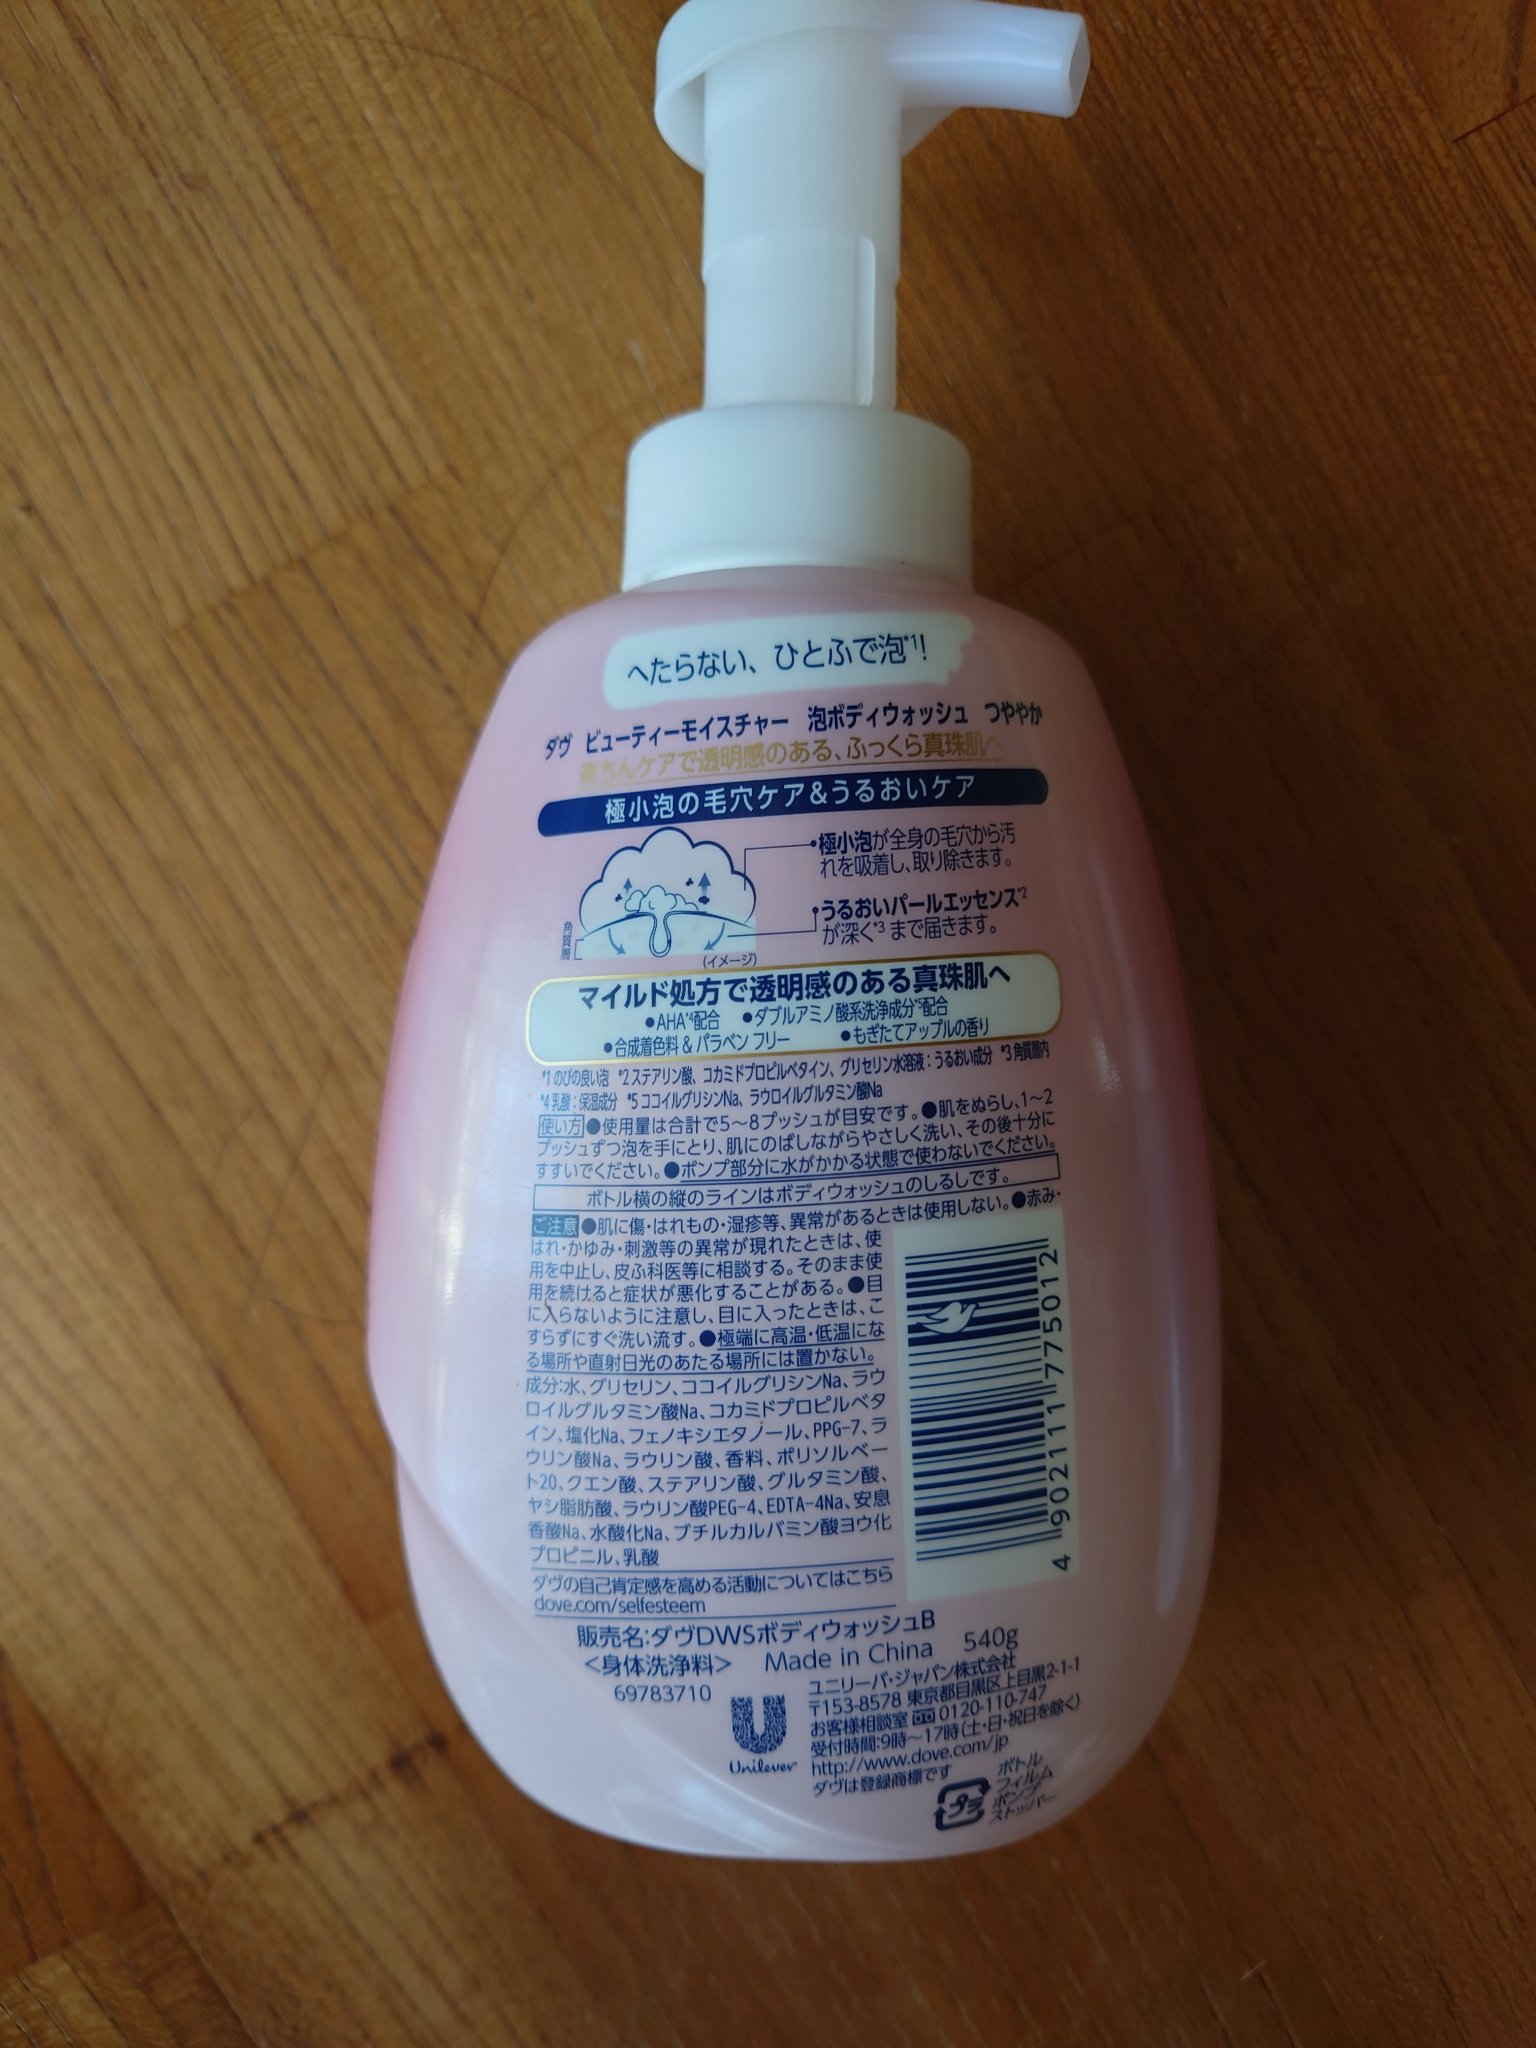 へたらない、ひとふで泡*1!
ダヴ ビューティーモイスチャー 泡ボディウォッシュ つややか
楽ちんケアで透明感のある、ふっくら真珠肌へ
極小泡の毛穴ケア&うるおいケア
極小泡が全身の毛穴から汚
れを吸着し、取り除きます。
うるおいパールエッセンス*2
が深く*3 まで届きます。
角質層
(イメージ)
マイルド処方で透明感のある真珠肌へ
●AHA*4配合 ●ダブルアミノ酸系洗浄成分*5配合
●合成着色料 & パラベン フリー ●もぎたてアップルの香り
*1 のびの良い泡 *2 ステアリン酸、コカミドプロピルベタイン、グリセリン水溶液:うるおい成分 *3 角質層内
*4 乳酸:保湿成分 *5 ココイルグリシンNa、ラウロイルグルタミン酸Na
使い方 ●使用量は合計で5〜8プッシュが目安です。●肌をぬらし、1〜2
プッシュずつ泡を手にとり、肌にのばしながらやさしく洗い、その後十分に
すすいでください。●ポンプ部分に水がかかる状態で使わないでください。
ボトル横の縦のラインはボディウォッシュのしるしです。
ご注意 ●肌に傷・はれもの・湿疹等、異常があるときは使用しない。●赤み・
はれ・かゆみ・刺激等の異常が現れたときは、使
用を中止し、皮ふ科医等に相談する。そのまま使
用を続けると症状が悪化することがある。●目
に入らないように注意し、目に入ったときは、こ
すらずにすぐ洗い流す。●極端に高温・低温にな
る場所や直射日光のあたる場所には置かない。
成分:水、グリセリン、ココイルグリシンNa、ラウ
ロイルグルタミン酸Na、コカミドプロピルベタ
イン、塩化Na、フェノキシエタノール、PPG-7、ラ
ウリン酸Na、ラウリン酸、香料、ポリソルベー
ト20、クエン酸、ステアリン酸、グルタミン酸、
ヤシ脂肪酸、ラウリン酸PEG-4、EDTA-4Na、安息
香酸Na、水酸化Na、ブチルカルバミン酸ヨウ化
プロピニル、乳酸
4 902111 775012
ダヴの自己肯定感を高める活動についてはこちら
dove.com/selfesteem
販売名:ダヴDWSボディウォッシュB
<身体洗浄料> Made in China 540g
69783710
Unilever
ユニリーバ・ジャパン株式会社
〒153-8578 東京都目黒区上目黒2-1-1
お客様相談室 0120-110-747
受付時間:9時〜17時(土・日・祝日を除く)
http://www.dove.com/jp
ダヴは登録商標です
プラ
ボトル
フィルム
ポンプ
ストッパー